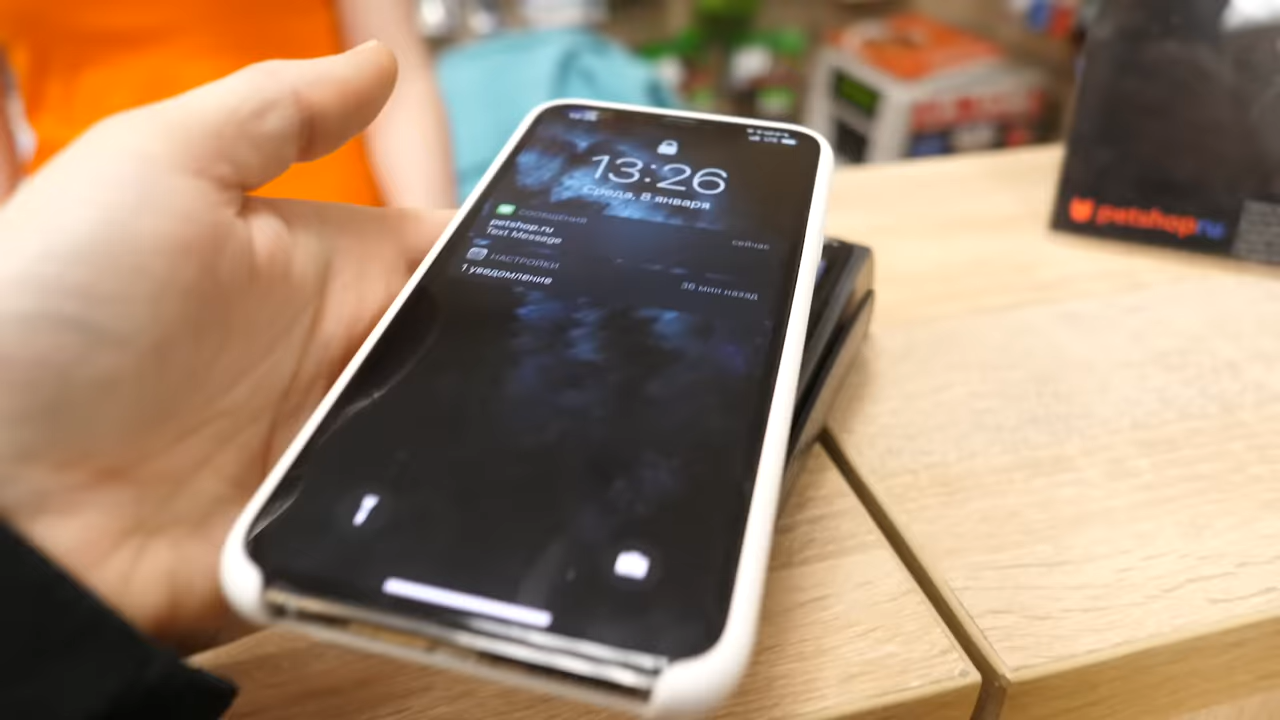 13:26
Среда, 8 января
СООБЩЕНИЯ
petshop.ru
Text Message
сейчас
НАСТРОЙКИ
1 уведомление
36 мин назад
petshop.ru